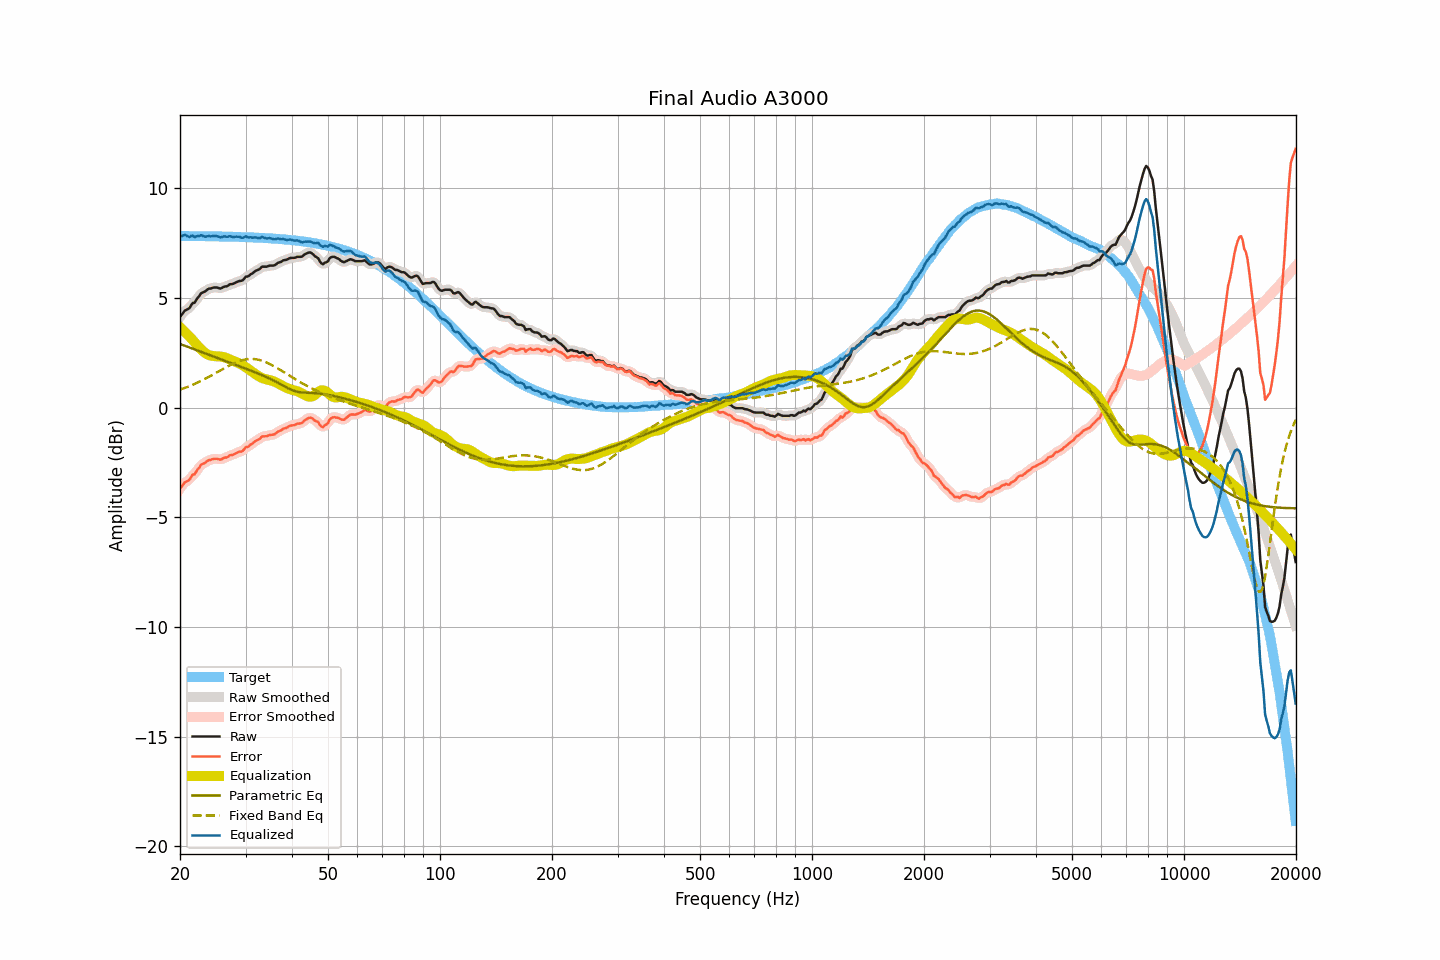 Final Audio A3000
Amplitude (dBr)
10
5
0
−5
−10
−15
−20
Target
Raw Smoothed
Error Smoothed
Raw
Error
Equalization
Parametric Eq
Fixed Band Eq
Equalized
20 50 100 200 500 1000 2000 5000 10000 20000
Frequency (Hz)